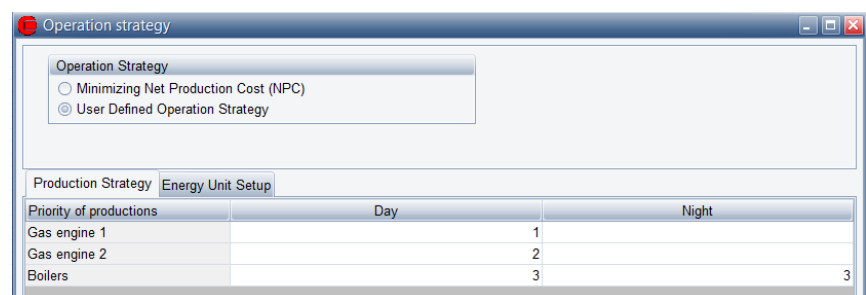 Operation strategy
Operation Strategy
Minimizing Net Production Cost (NPC)
User Defined Operation Strategy
Production Strategy Energy Unit Setup
Priority of productions Day Night
Gas engine 1 1
Gas engine 2 2
Boilers 3 3